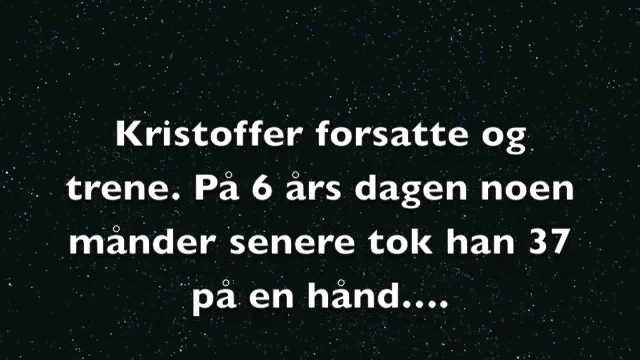 Kristoffer forsatte og
trene. På 6 års dagen noen
månder senere tok han 37
på en hånd....